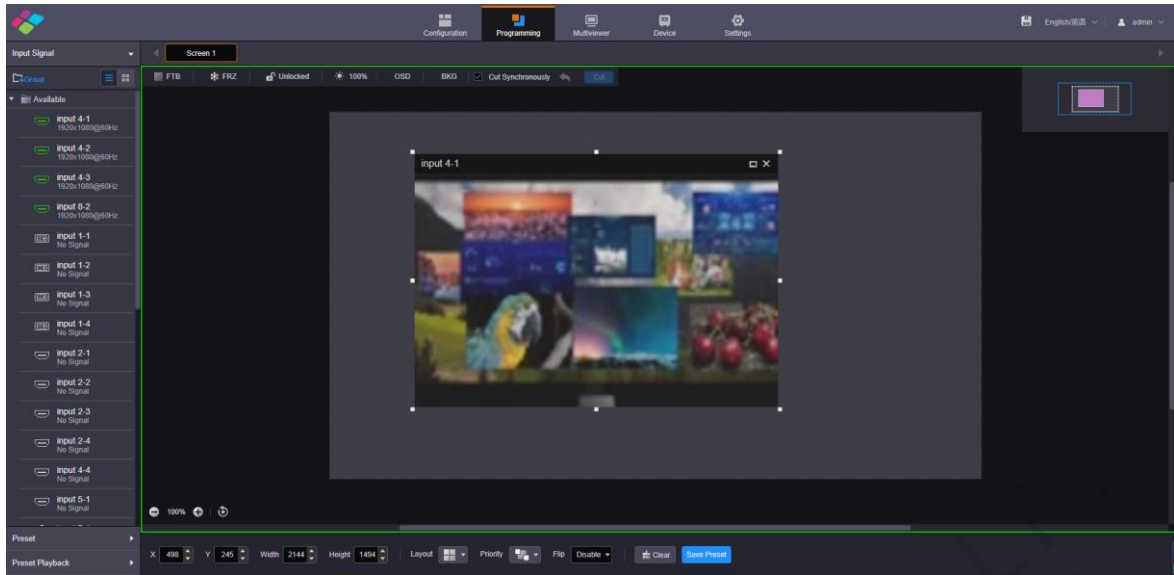 Configuration
Programming
Multiviewer
Device
Settings
English/英语
admin
Input Signal
Screen 1
Group
FTB
FRZ
Unlocked
100%
OSD
BKG
Cut Synchronously
Cut
Available
input 4-1
1920x1080@60Hz
input 4-2
1920x1080@60Hz
input 4-3
1920x1080@60Hz
input 8-2
1920x1080@60Hz
input 1-1
No Signal
input 1-2
No Signal
input 1-3
No Signal
input 1-4
No Signal
input 2-1
No Signal
input 2-2
No Signal
input 2-3
No Signal
input 2-4
No Signal
input 4-4
No Signal
input 5-1
No Signal
input 4-1
100%
Preset
Preset Playback
X 498 Y 245 Width 2144 Height 1494 Layout Priority Flip Disable Clear Save Preset